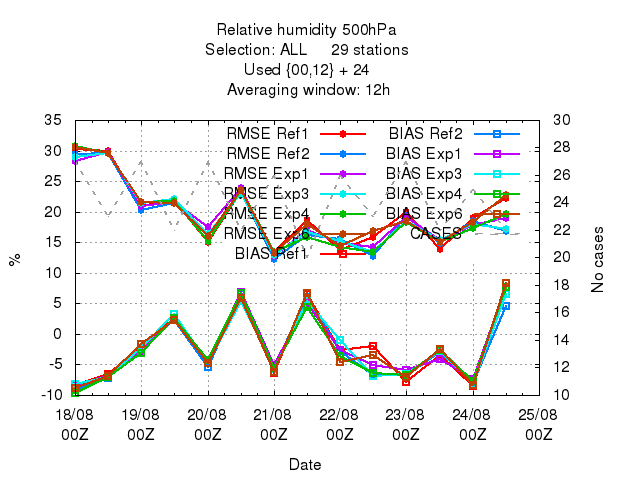 Relative humidity 500hPa
Selection: ALL 29 stations
Used {00,12} + 24
Averaging window: 12h
35
30
25
20
15
10
5
0
-5
-10
30
28
26
24
22
20
18
16
14
12
10
%
No cases
RMSE Ref1
RMSE Ref2
RMSE Exp1
RMSE Exp3
RMSE Exp4
RMSE Exp6
BIAS Ref1
BIAS Ref2
BIAS Exp1
BIAS Exp3
BIAS Exp4
BIAS Exp6
CASES
18/08 19/08 20/08 21/08 22/08 23/08 24/08 25/08
00Z 00Z 00Z 00Z 00Z 00Z 00Z 00Z
Date